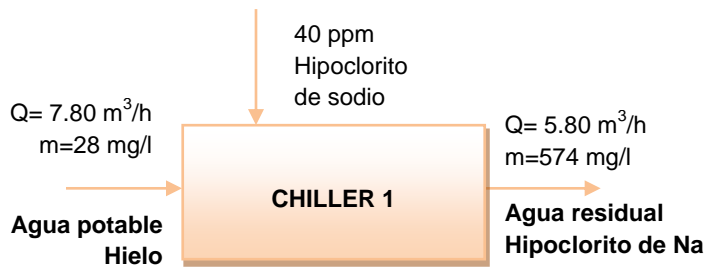 40 ppm
Hipoclorito
de sodio
Q= 7.80 m³/h
m=28 mg/l
Agua potable
Hielo
CHILLER 1
Q= 5.80 m³/h
m=574 mg/l
Agua residual
Hipoclorito de Na